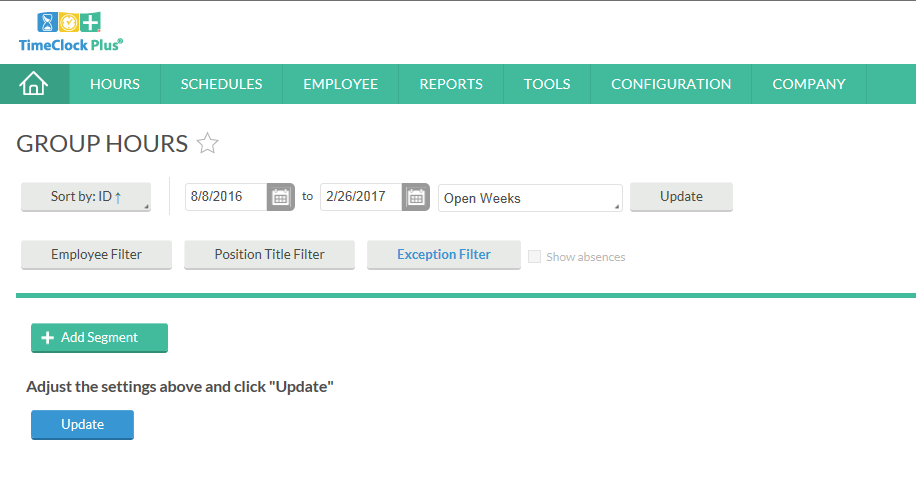 TimeClock Plus®
HOURS SCHEDULES EMPLOYEE REPORTS TOOLS CONFIGURATION COMPANY
GROUP HOURS
Sort by: ID ↑ 8/8/2016 to 2/26/2017 Open Weeks Update
Employee Filter Position Title Filter Exception Filter Show absences
+ Add Segment
Adjust the settings above and click "Update"
Update